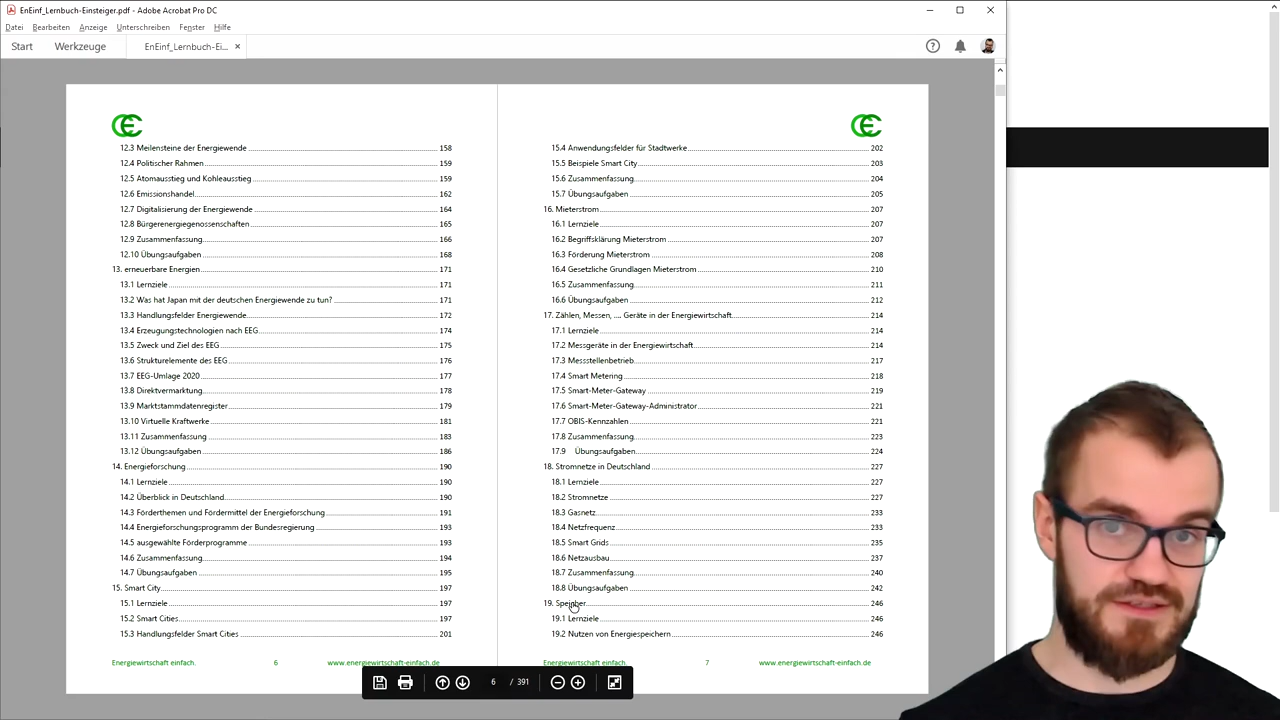 EnEinf_Lernbuch-Einsteiger.pdf - Adobe Acrobat Pro DC
Datei Bearbeiten Anzeige Unterschreiben Fenster Hilfe
Start Werkzeuge EnEinf_Lernbuch-Ei... ×
12.3 Meilensteine der Energiewende 158
12.4 Politischer Rahmen 159
12.5 Atomausstieg und Kohleausstieg 159
12.6 Emissionshandel 162
12.7 Digitalisierung der Energiewende 164
12.8 Bürgerenergiegenossenschaften 165
12.9 Zusammenfassung 166
12.10 Übungsaufgaben 168
13. erneuerbare Energien 171
13.1 Lernziele 171
13.2 Was hat Japan mit der deutschen Energiewende zu tun? 171
13.3 Handlungsfelder Energiewende 172
13.4 Erzeugungstechnologien nach EEG 174
13.5 Zweck und Ziel des EEG 175
13.6 Strukturelemente des EEG 176
13.7 EEG-Umlage 2020 177
13.8 Direktvermarktung 178
13.9 Marktstammdatenregister 179
13.10 Virtuelle Kraftwerke 181
13.11 Zusammenfassung 183
13.12 Übungsaufgaben 186
14. Energieforschung 190
14.1 Lernziele 190
14.2 Überblick in Deutschland 190
14.3 Förderthemen und Fördermittel der Energieforschung 191
14.4 Energieforschungsprogramm der Bundesregierung 193
14.5 ausgewählte Förderprogramme 193
14.6 Zusammenfassung 194
14.7 Übungsaufgaben 195
15. Smart City 197
15.1 Lernziele 197
15.2 Smart Cities 197
15.3 Handlungsfelder Smart Cities 201
Energiewirtschaft einfach. 6 www.energiewirtschaft-einfach.de
15.4 Anwendungsfelder für Stadtwerke 202
15.5 Beispiele Smart City 203
15.6 Zusammenfassung 204
15.7 Übungsaufgaben 205
16. Mieterstrom 207
16.1 Lernziele 207
16.2 Begriffsklärung Mieterstrom 207
16.3 Förderung Mieterstrom 208
16.4 Gesetzliche Grundlagen Mieterstrom 210
16.5 Zusammenfassung 211
16.6 Übungsaufgaben 212
17. Zählen, Messen, .... Geräte in der Energiewirtschaft 214
17.1 Lernziele 214
17.2 Messgeräte in der Energiewirtschaft 214
17.3 Messstellenbetrieb 217
17.4 Smart Metering 218
17.5 Smart-Meter-Gateway 219
17.6 Smart-Meter-Gateway-Administrator 221
17.7 OBIS-Kennzahlen 221
17.8 Zusammenfassung 223
17.9 Übungsaufgaben 224
18. Stromnetze in Deutschland 227
18.1 Lernziele 227
18.2 Stromnetze 227
18.3 Gasnetz 233
18.4 Netzfrequenz 233
18.5 Smart Grids 235
18.6 Netzausbau 237
18.7 Zusammenfassung 240
18.8 Übungsaufgaben 242
19. Speicher 246
19.1 Lernziele 246
19.2 Nutzen von Energiespeichern 246
Energiewirtschaft einfach. 7 www.energiewirtschaft-einfach.de
6 / 391